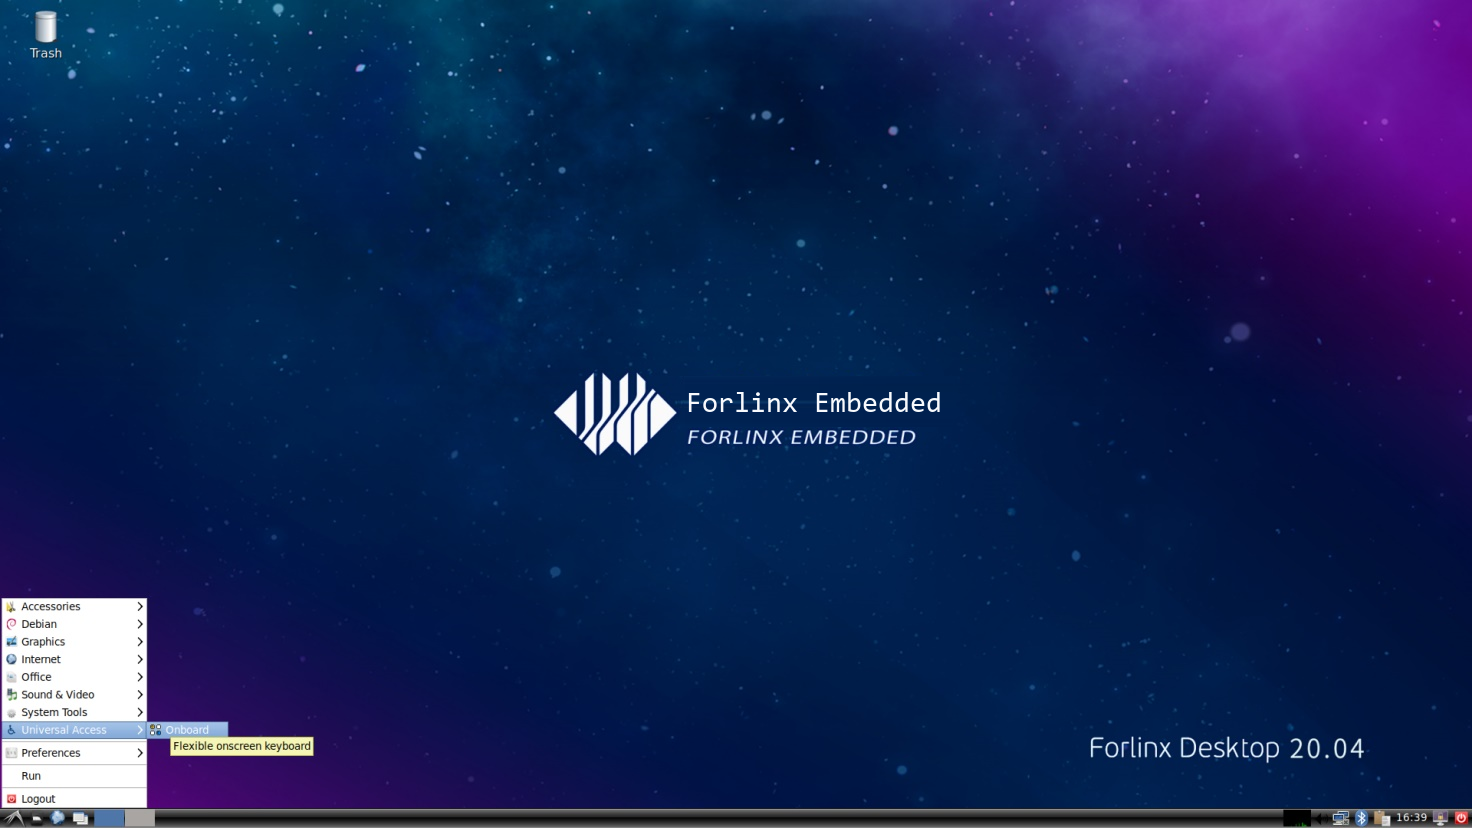 Trash
Forlinx Embedded
FORLINX EMBEDDED
Accessories
Debian
Graphics
Internet
Office
Sound & Video
System Tools
Universal Access
Onboard
Flexible onscreen keyboard
Preferences
Run
Logout
Forlinx Desktop 20.04
16:39